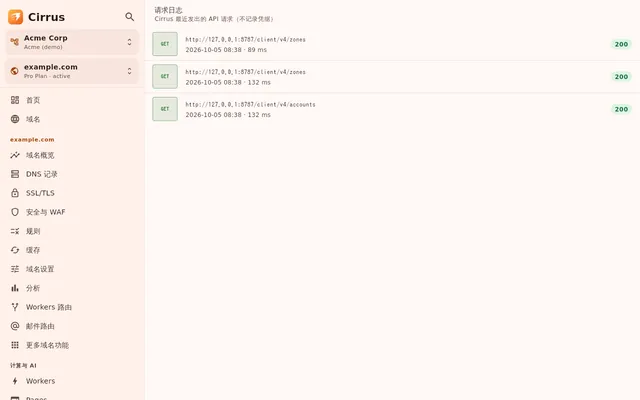 Cirrus
Acme Corp
Acme (demo)
example.com
Pro Plan · active
首页
域名
example.com
域名概览
DNS 记录
SSL/TLS
安全与 WAF
规则
缓存
域名设置
分析
Workers 路由
邮件路由
更多域名功能
计算与 AI
Workers
Pages
请求日志
Cirrus 最近发出的 API 请求（不记录凭据）
GET
http://127.0.0.1:8787/client/v4/zones
2026-10-05 08:38 · 89 ms
200
GET
http://127.0.0.1:8787/client/v4/zones
2026-10-05 08:38 · 132 ms
200
GET
http://127.0.0.1:8787/client/v4/accounts
2026-10-05 08:38 · 132 ms
200